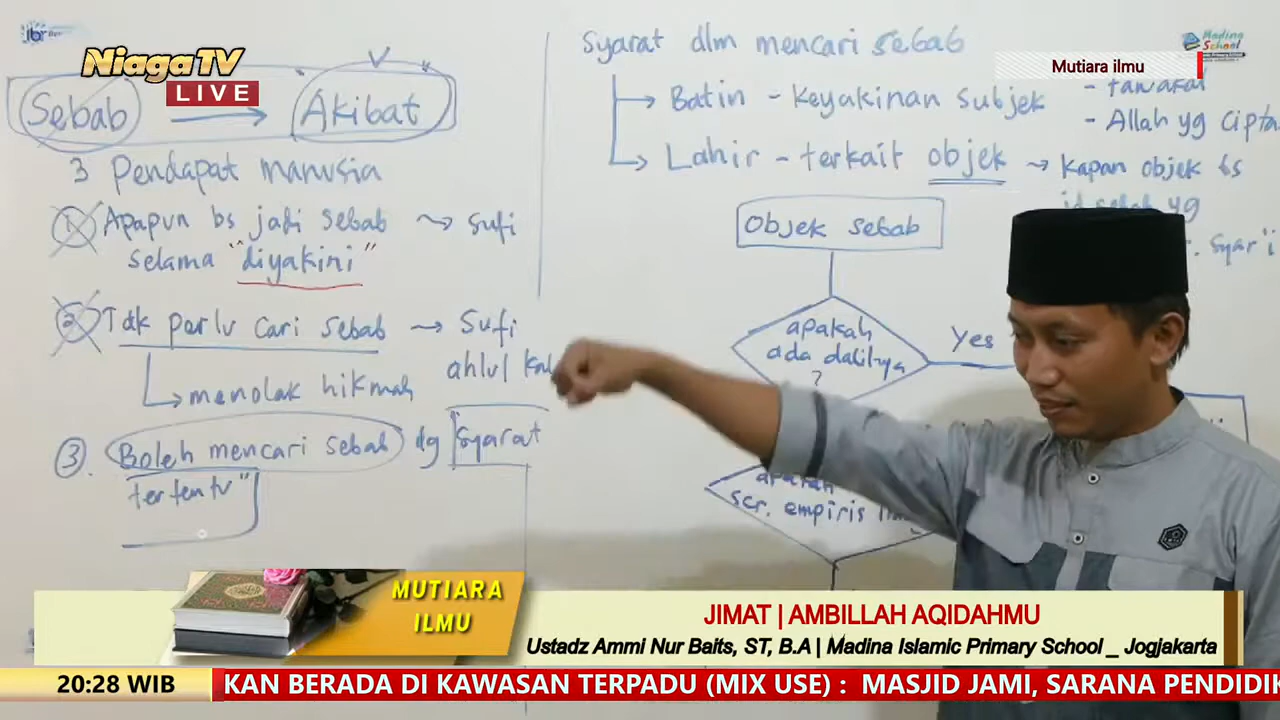 NiagaTV
LIVE
Sebab → Akibat
3 Pendapat manusia
1 Apapun bs jadi sebab ~> sufi
selama "diyakini"
2 Tdk perlu cari sebab → Sufi
ahlul
menolak hikmah
3. Boleh mencari sebab dg syarat
tertentu"
Syarat dlm mencari sebab
Batin - Keyakinan subjek
- tawakal
- Allah yg cipta
Lahir - terkait objek ~> Kapan objek bs
yg
syar'i
Objek sebab
apakah
ada dalilnya
?
Yes
scr. empiris
Madina
School
Mutiara ilmu
MUTIARA
ILMU
JIMAT | AMBILLAH AQIDAHMU
Ustadz Ammi Nur Baits, ST, B.A | Madina Islamic Primary School _ Jogjakarta
20:28 WIB
KAN BERADA DI KAWASAN TERPADU (MIX USE) : MASJID JAMI, SARANA PENDIDIK